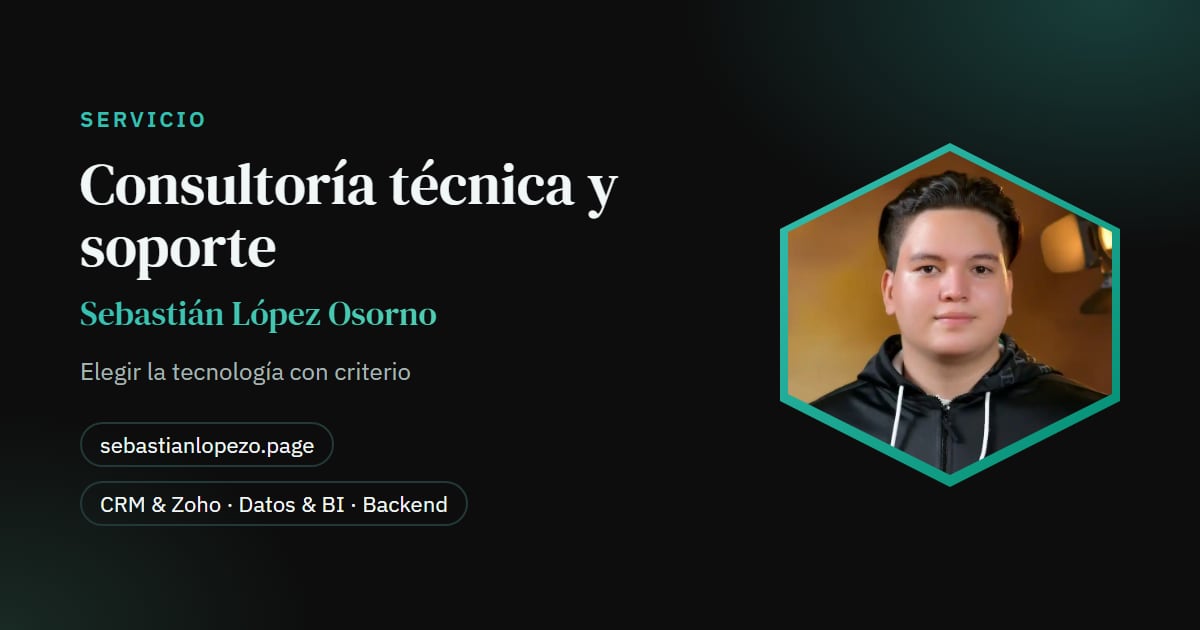 SERVICIO
Consultoría técnica y
soporte
Sebastián López Osorno
Elegir la tecnología con criterio
sebastianlopezo.page
CRM & Zoho · Datos & BI · Backend